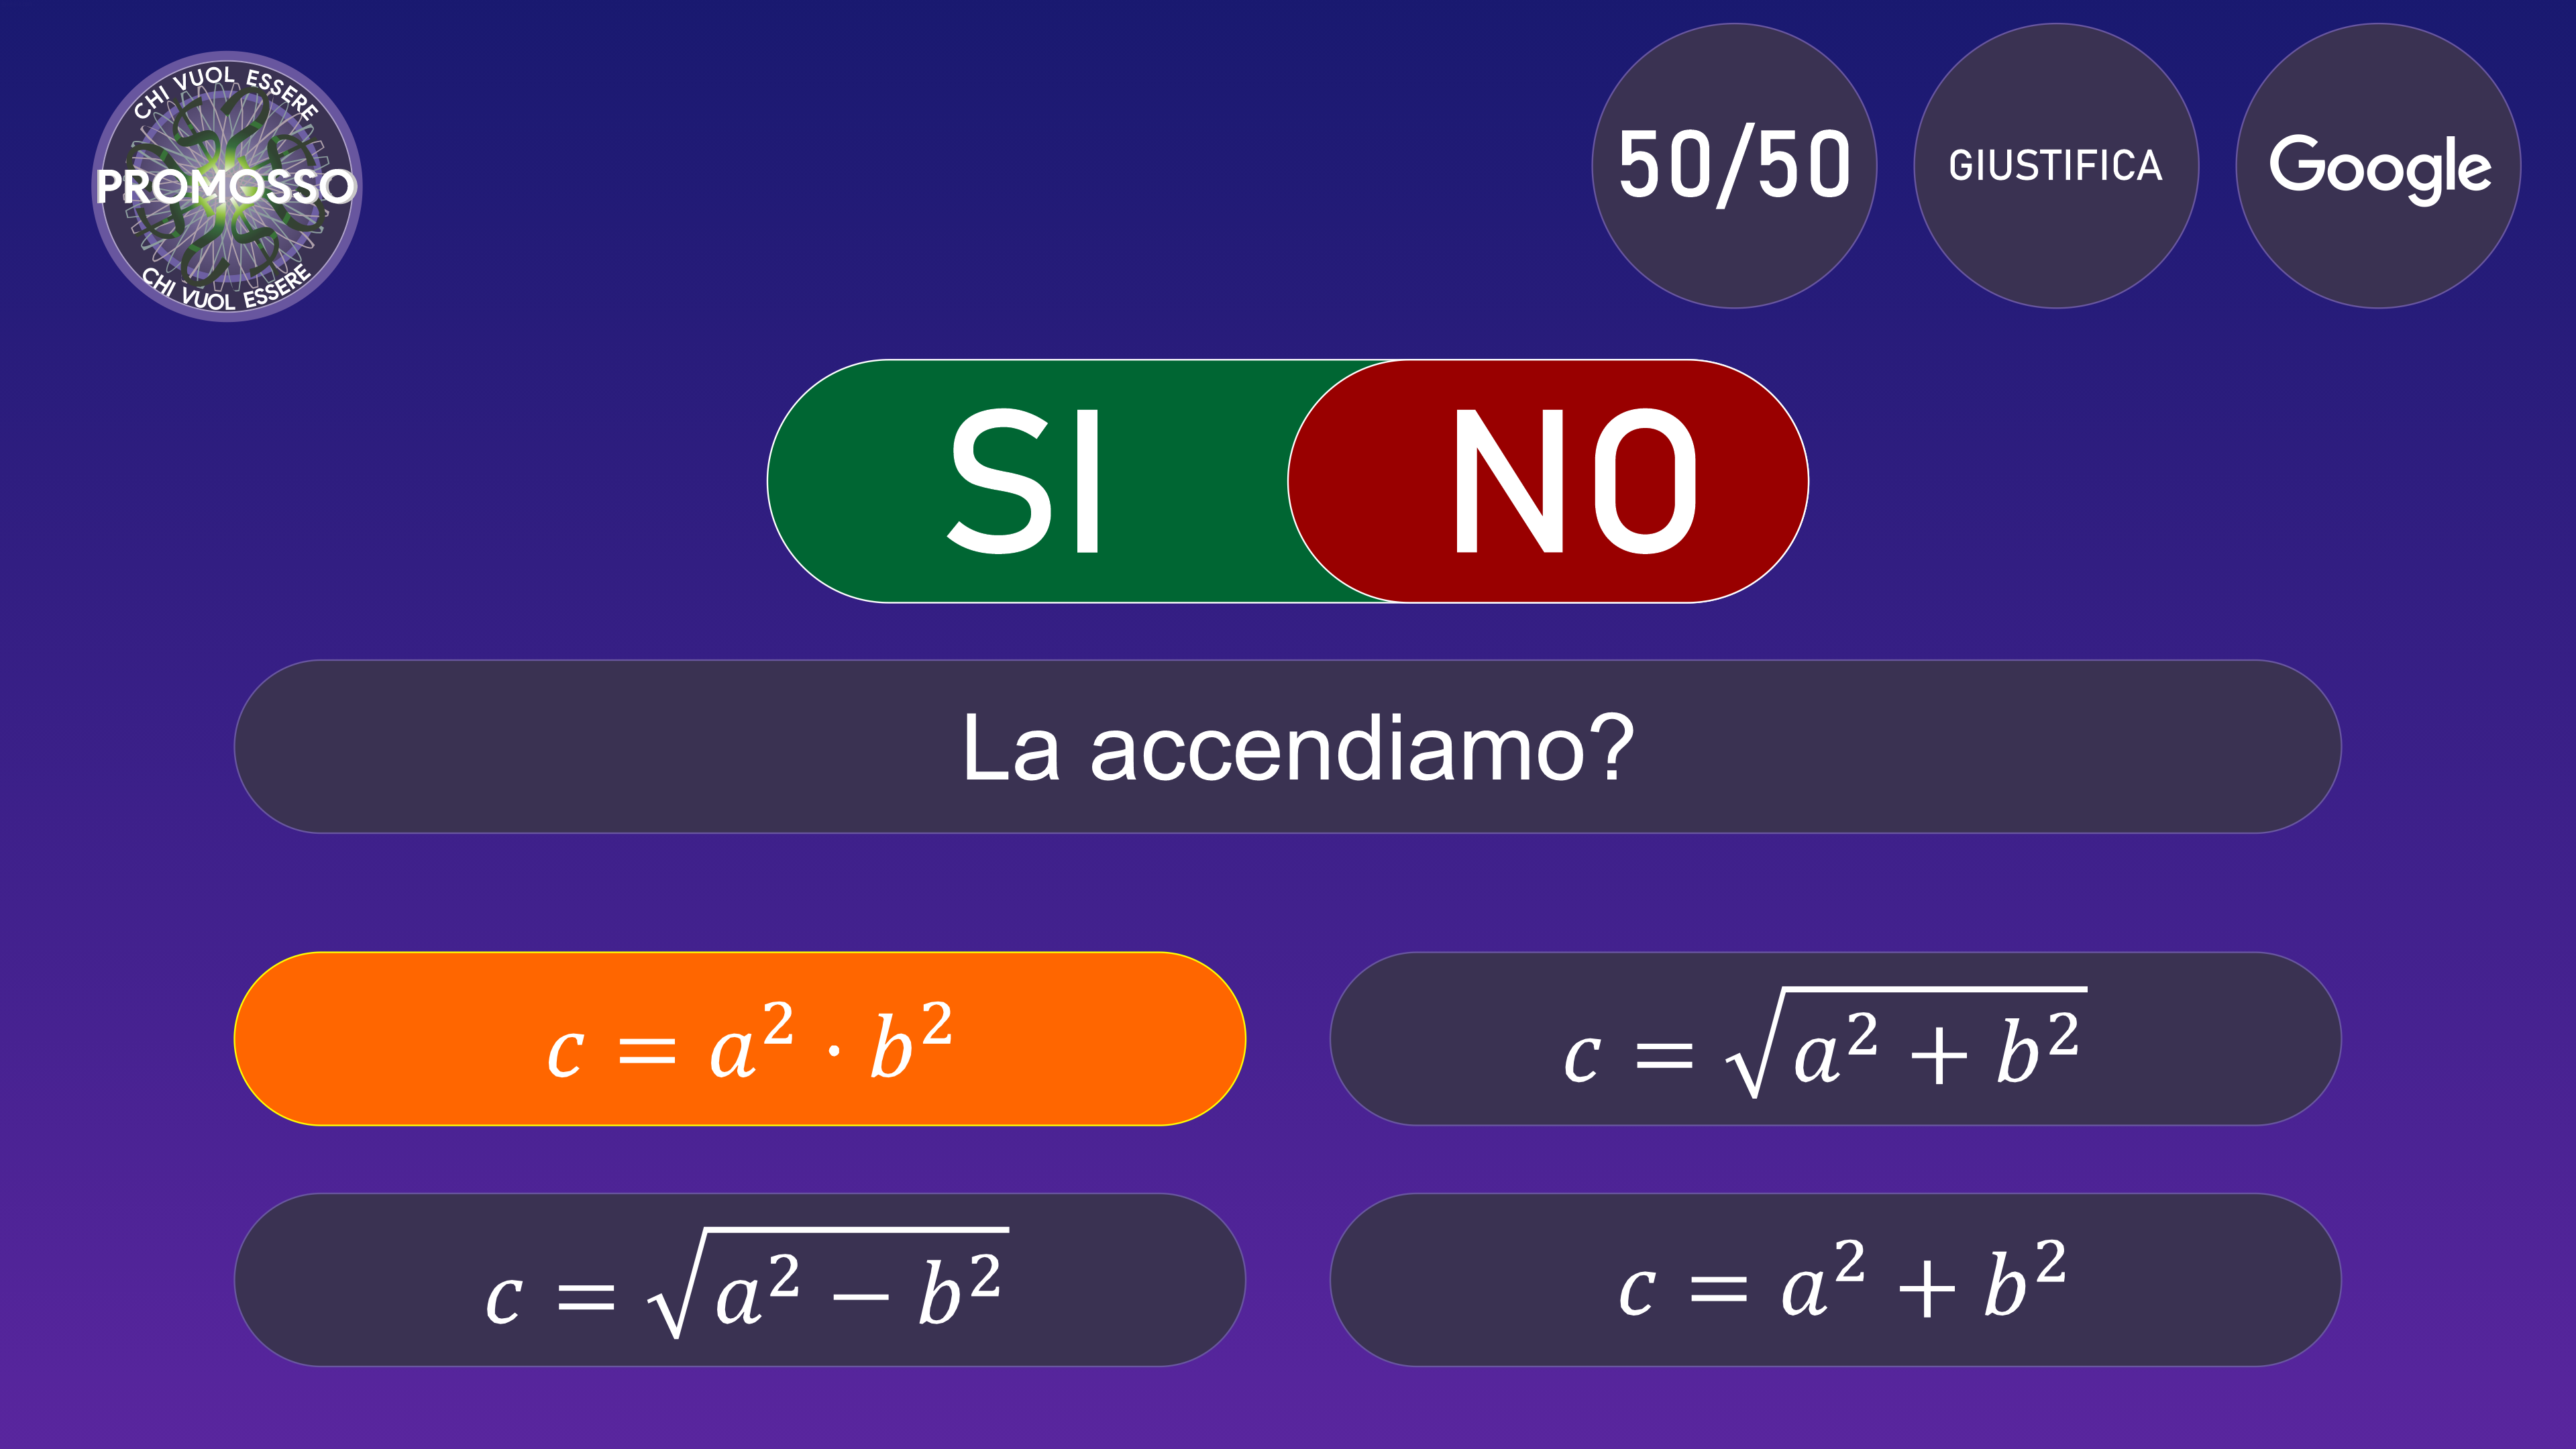 CHI VUOL ESSERE
PROMOSSO
CHI VUOL ESSERE
50/50
GIUSTIFICA
Google
SI
NO
La accendiamo?
c = a² · b²
c = √(a² + b²)
c = √(a² − b²)
c = a² + b²